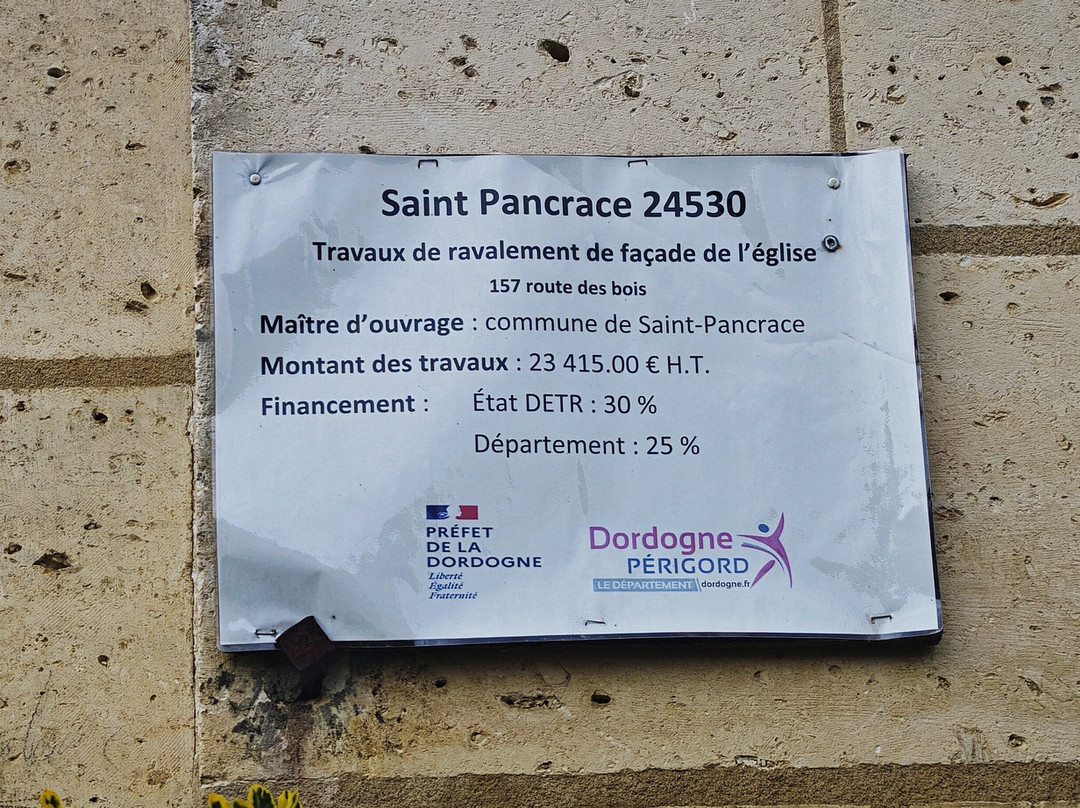 Saint Pancrace 24530
Travaux de ravalement de façade de l’église
157 route des bois
Maître d’ouvrage : commune de Saint-Pancrace
Montant des travaux : 23 415.00 € H.T.
Financement : État DETR : 30 %
Département : 25 %
PRÉFET
DE LA
DORDOGNE
Liberté
Égalité
Fraternité
Dordogne
PÉRIGORD
LE DÉPARTEMENT dordogne.fr